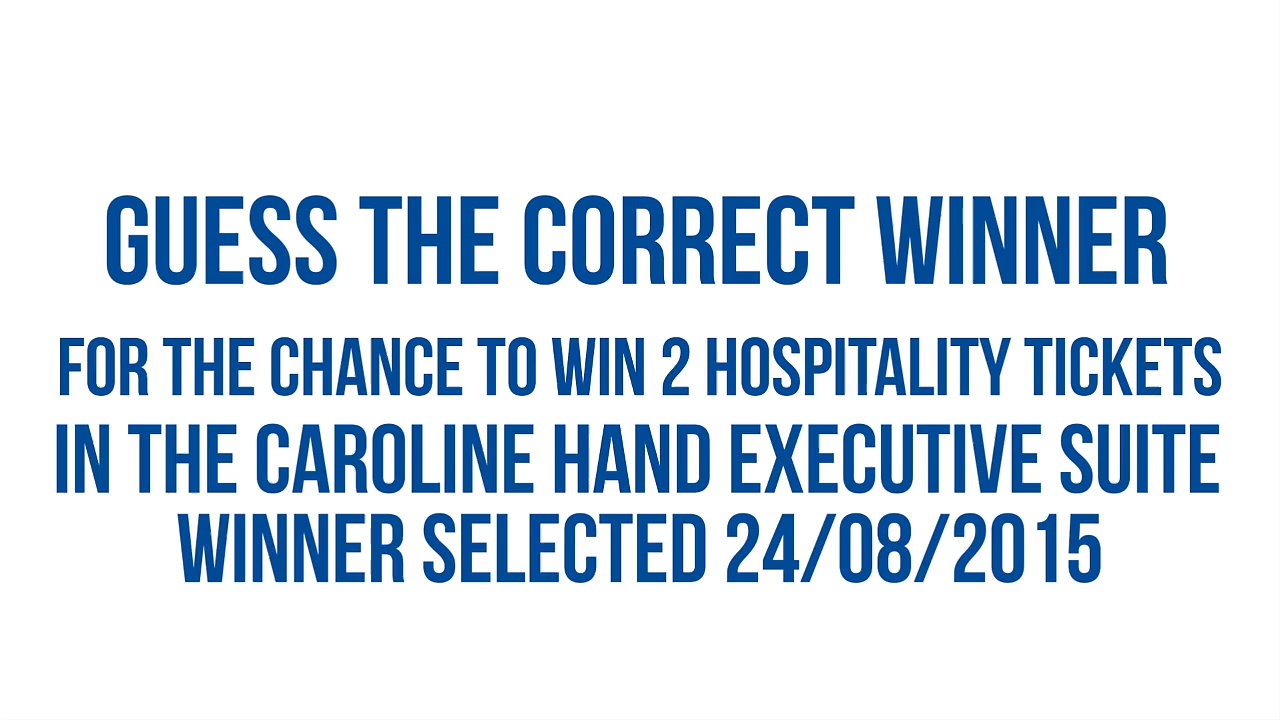 GUESS THE CORRECT WINNER
FOR THE CHANCE TO WIN 2 HOSPITALITY TICKETS
IN THE CAROLINE HAND EXECUTIVE SUITE
WINNER SELECTED 24/08/2015